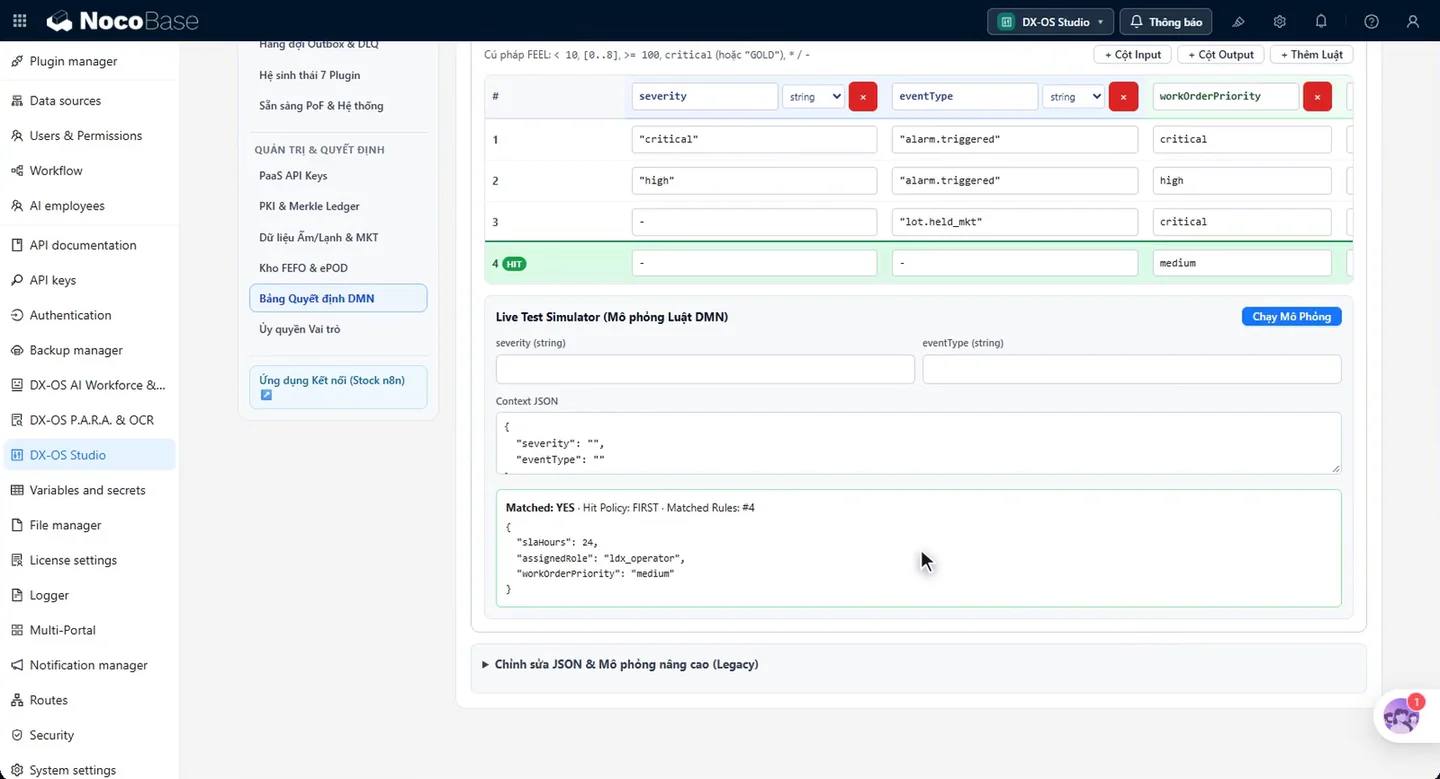 NocoBase
DX-OS Studio
Thông báo
Plugin manager
Data sources
Users & Permissions
Workflow
AI employees
API documentation
API keys
Authentication
Backup manager
DX-OS AI Workforce &...
DX-OS P.A.R.A. & OCR
DX-OS Studio
Variables and secrets
File manager
License settings
Logger
Multi-Portal
Notification manager
Routes
Security
System settings
Hàng đợi Outbox & DLQ
Hệ sinh thái 7 Plugin
Sẵn sàng PoF & Hệ thống
QUẢN TRỊ & QUYẾT ĐỊNH
PaaS API Keys
PKI & Merkle Ledger
Dữ liệu Ấm/Lạnh & MKT
Kho FEFO & ePOD
Bảng Quyết định DMN
Ủy quyền Vai trò
Ứng dụng Kết nối (Stock n8n)
Cú pháp FEEL: < 10, [0..8], >= 100, critical (hoặc "GOLD"), * / -
+ Cột Input
+ Cột Output
+ Thêm Luật
# severity string × eventType string × workOrderPriority ×
1 "critical" "alarm.triggered" critical
2 "high" "alarm.triggered" high
3 - "lot.held_mkt" critical
4 HIT - - medium
Live Test Simulator (Mô phỏng Luật DMN)
Chạy Mô Phỏng
severity (string)
eventType (string)
Context JSON
{
"severity": "",
"eventType": ""
Matched: YES · Hit Policy: FIRST · Matched Rules: #4
{
"slaHours": 24,
"assignedRole": "ldx_operator",
"workOrderPriority": "medium"
}
Chỉnh sửa JSON & Mô phỏng nâng cao (Legacy)
1